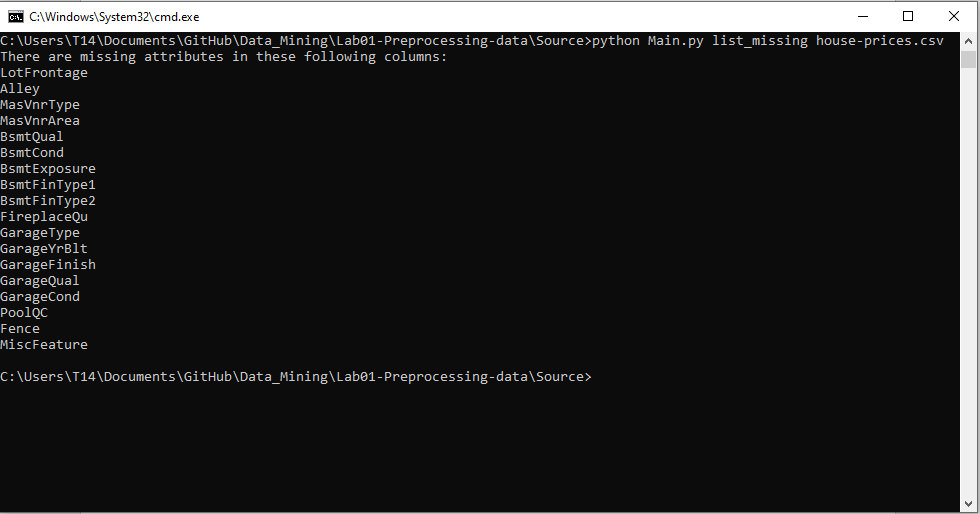 C:\Windows\System32\cmd.exe
C:\Users\T14\Documents\GitHub\Data_Mining\Lab01-Preprocessing-data\Source>python Main.py list_missing house-prices.csv
There are missing attributes in these following columns:
LotFrontage
Alley
MasVnrType
MasVnrArea
BsmtQual
BsmtCond
BsmtExposure
BsmtFinType1
BsmtFinType2
FireplaceQu
GarageType
GarageYrBlt
GarageFinish
GarageQual
GarageCond
PoolQC
Fence
MiscFeature
C:\Users\T14\Documents\GitHub\Data_Mining\Lab01-Preprocessing-data\Source>